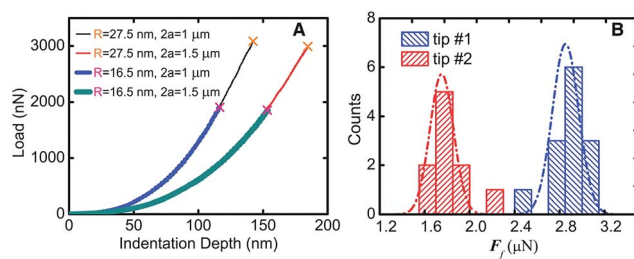 A
R=27.5 nm, 2a=1 μm
R=27.5 nm, 2a=1.5 μm
R=16.5 nm, 2a=1 μm
R=16.5 nm, 2a=1.5 μm
Load (nN)
3000
2000
1000
0
0 50 100 150 200
Indentation Depth (nm)
B
tip #1
tip #2
Counts
8
6
4
2
0
1.2 1.6 2.0 2.4 2.8 3.2
F_f (μN)